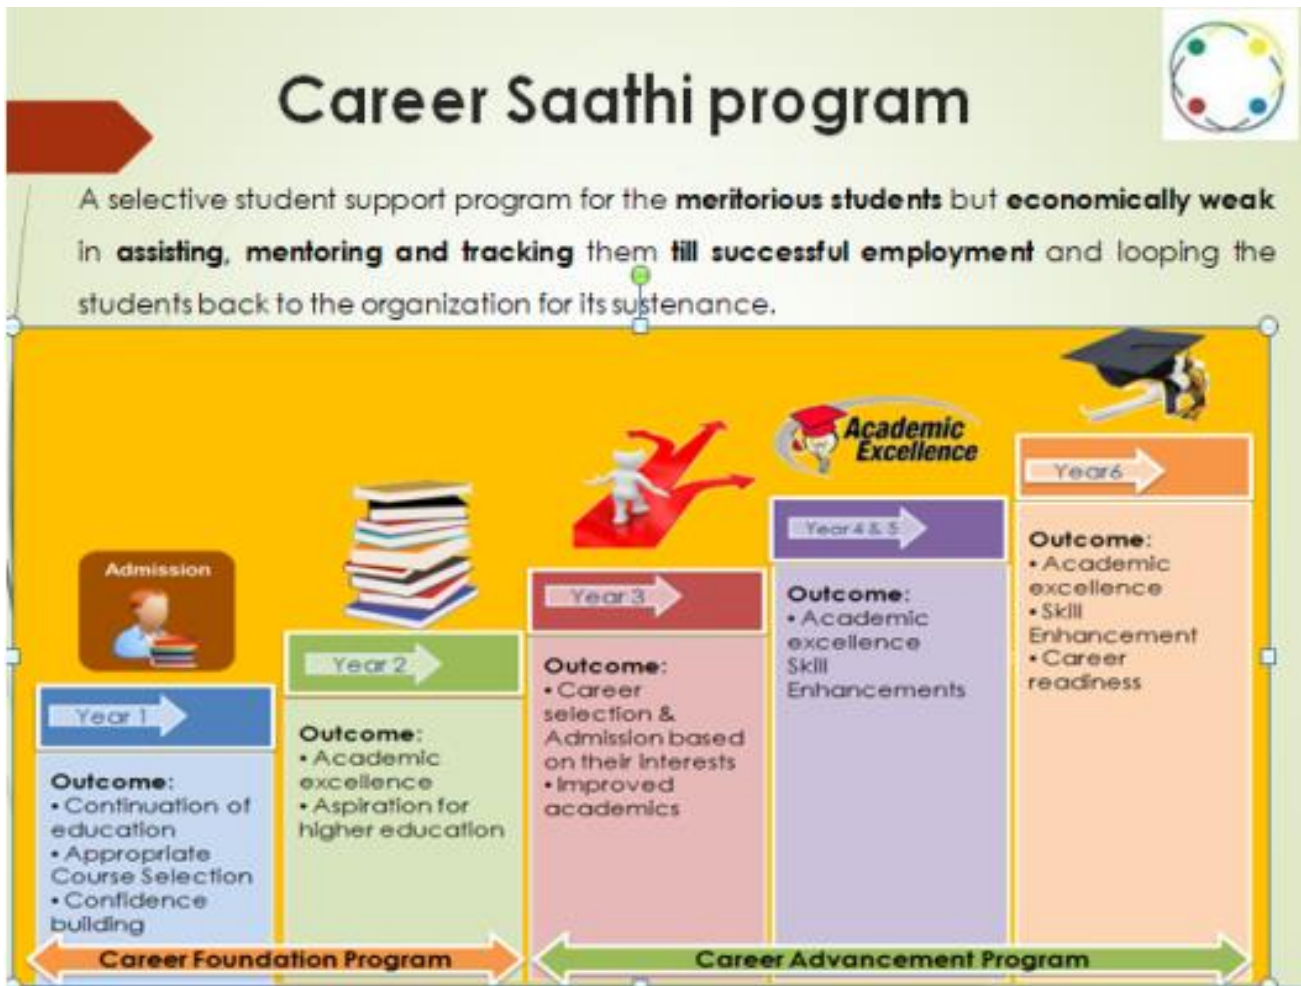 Career Saathi program
A selective student support program for the meritorious students but economically weak
in assisting, mentoring and tracking them till successful employment and looping the
students back to the organization for its sustenance.
Admission
Year 1
Outcome:
• Continuation of
education
• Appropriate
Course Selection
• Confidence
building
Year 2
Outcome:
• Academic
excellence
• Aspiration for
higher education
Year 3
Outcome:
• Career
selection &
Admission based
on their Interests
• Improved
academics
Academic
Excellence
Year 4 & 5
Outcome:
• Academic
excellence
Skill
Enhancements
Year 6
Outcome:
• Academic
excellence
• Skill
Enhancement
• Career
readiness
Career Foundation Program
Career Advancement Program